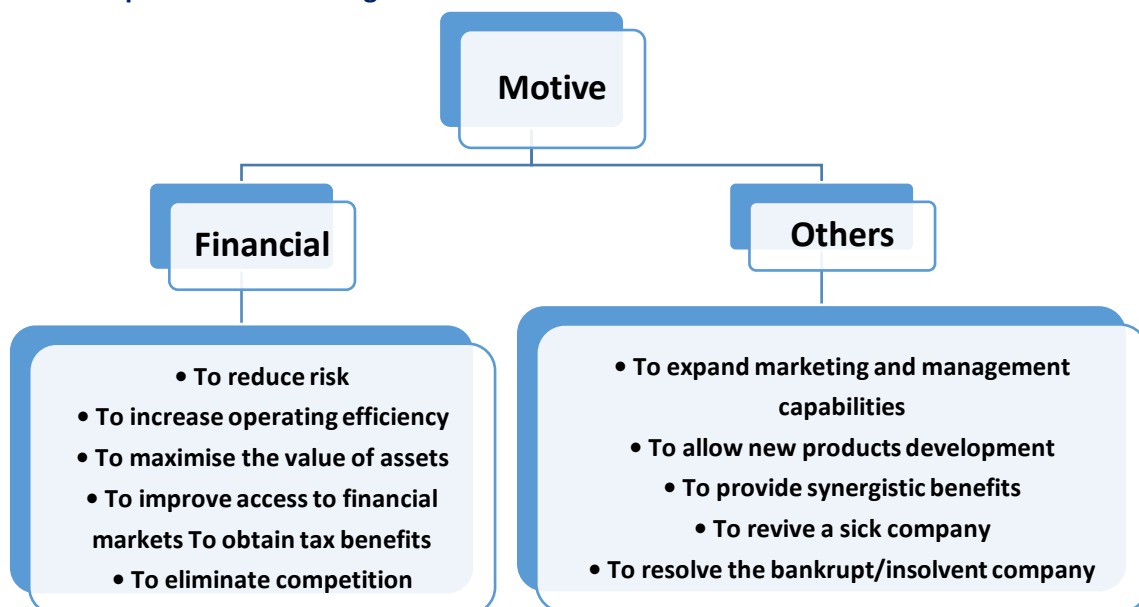 Motive
Financial
Others
• To reduce risk
• To increase operating efficiency
• To maximise the value of assets
• To improve access to financial
markets To obtain tax benefits
• To eliminate competition
• To expand marketing and management
capabilities
• To allow new products development
• To provide synergistic benefits
• To revive a sick company
• To resolve the bankrupt/insolvent company